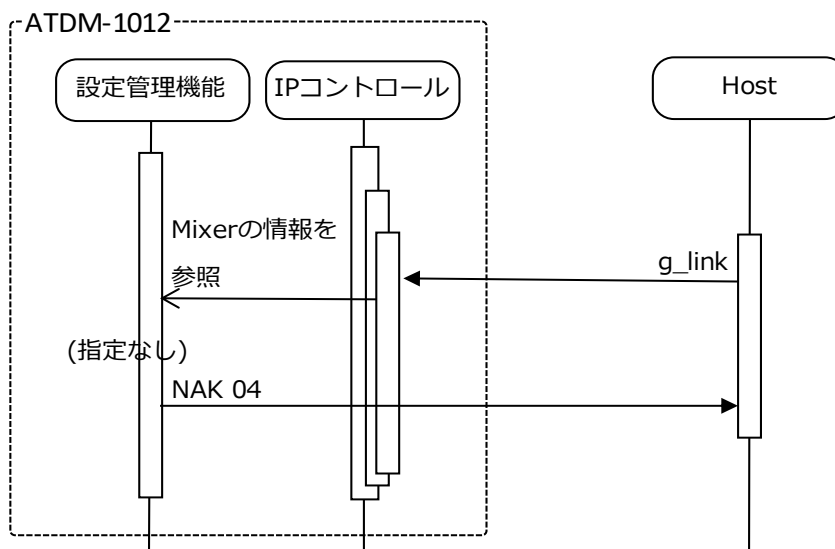 ATDM-1012
設定管理機能
IPコントロール
Host
Mixerの情報を
参照
g_link
(指定なし)
NAK 04